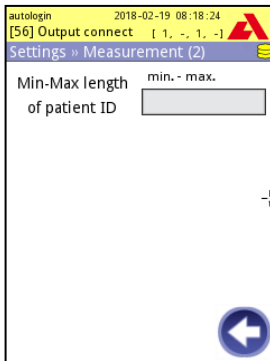 autologin 2018-02-19 08:18:24
[56] Output connect [ 1, -, 1, -]
Settings » Measurement (2)
Min-Max length min. - max.
of patient ID